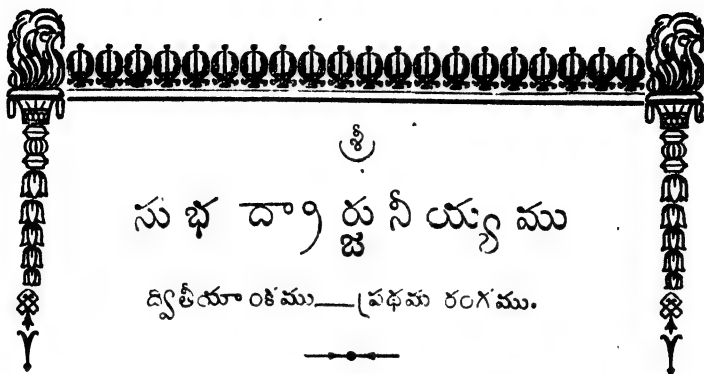 శ్రీ
సుభద్రార్జునీయ్యము
ద్వితీయాంకము—ప్రథమ రంగము.